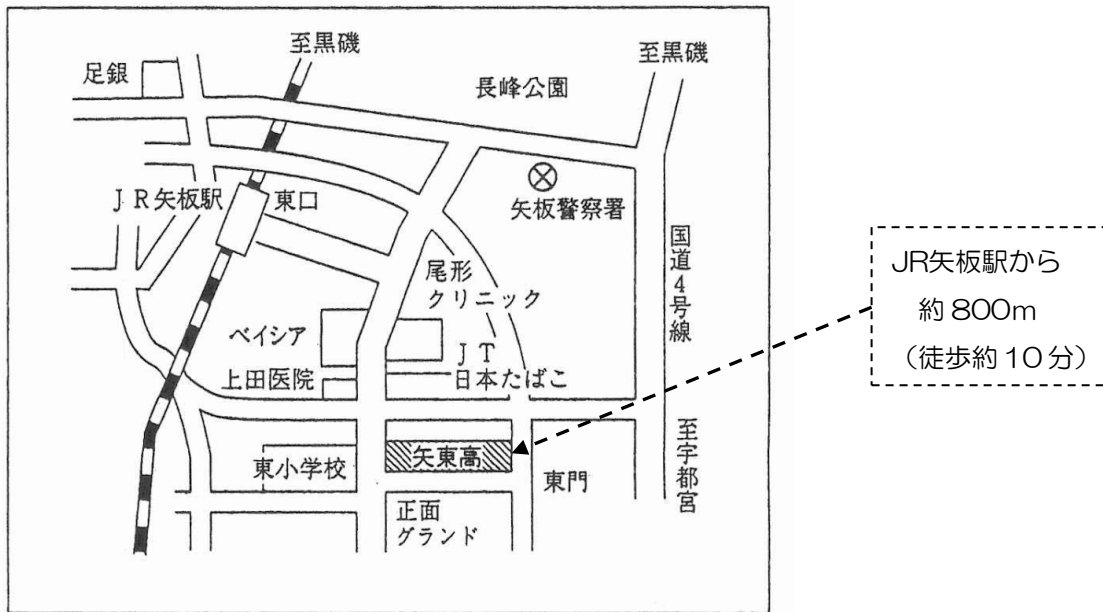 足銀
至黒磯
長峰公園
至黒磯
JR矢板駅
東口
矢板警察署
国道4号線
尾形
クリニック
ベイシア
JT
日本たばこ
上田医院
東小学校
矢東高
東門
至宇都宮
正面
グランド
JR矢板駅から
約800m
(徒歩約10分)